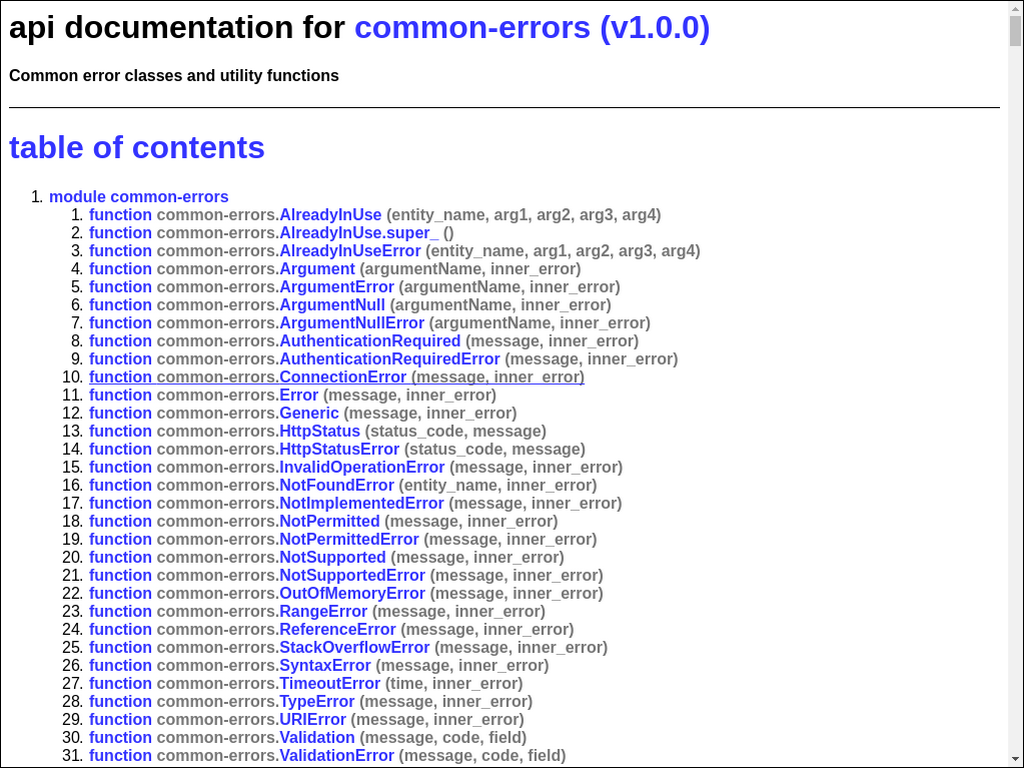 api documentation for common-errors (v1.0.0)
Common error classes and utility functions
table of contents
1. module common-errors
1. function common-errors.AlreadyInUse (entity_name, arg1, arg2, arg3, arg4)
2. function common-errors.AlreadyInUse.super_ ()
3. function common-errors.AlreadyInUseError (entity_name, arg1, arg2, arg3, arg4)
4. function common-errors.Argument (argumentName, inner_error)
5. function common-errors.ArgumentError (argumentName, inner_error)
6. function common-errors.ArgumentNull (argumentName, inner_error)
7. function common-errors.ArgumentNullError (argumentName, inner_error)
8. function common-errors.AuthenticationRequired (message, inner_error)
9. function common-errors.AuthenticationRequiredError (message, inner_error)
10. function common-errors.ConnectionError (message, inner_error)
11. function common-errors.Error (message, inner_error)
12. function common-errors.Generic (message, inner_error)
13. function common-errors.HttpStatus (status_code, message)
14. function common-errors.HttpStatusError (status_code, message)
15. function common-errors.InvalidOperationError (message, inner_error)
16. function common-errors.NotFoundError (entity_name, inner_error)
17. function common-errors.NotImplementedError (message, inner_error)
18. function common-errors.NotPermitted (message, inner_error)
19. function common-errors.NotPermittedError (message, inner_error)
20. function common-errors.NotSupported (message, inner_error)
21. function common-errors.NotSupportedError (message, inner_error)
22. function common-errors.OutOfMemoryError (message, inner_error)
23. function common-errors.RangeError (message, inner_error)
24. function common-errors.ReferenceError (message, inner_error)
25. function common-errors.StackOverflowError (message, inner_error)
26. function common-errors.SyntaxError (message, inner_error)
27. function common-errors.TimeoutError (time, inner_error)
28. function common-errors.TypeError (message, inner_error)
29. function common-errors.URIError (message, inner_error)
30. function common-errors.Validation (message, code, field)
31. function common-errors.ValidationError (message, code, field)